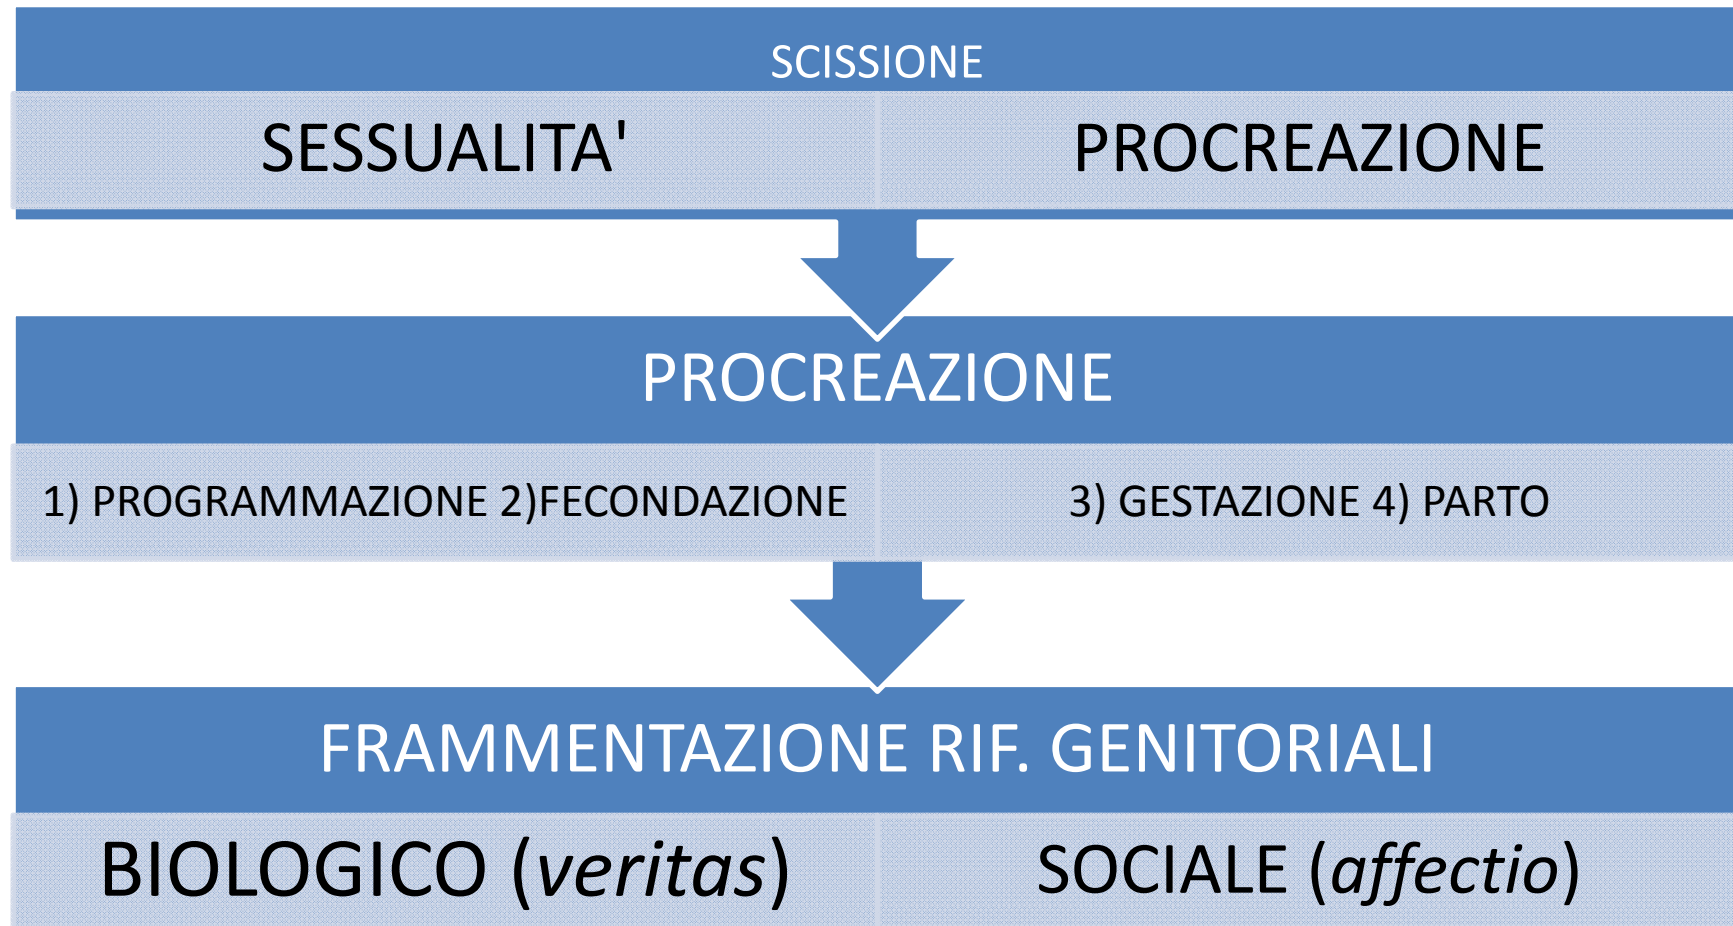 SCISSIONE
SESSUALITA' PROCREAZIONE
PROCREAZIONE
1) PROGRAMMAZIONE 2)FECONDAZIONE 3) GESTAZIONE 4) PARTO
FRAMMENTAZIONE RIF. GENITORIALI
BIOLOGICO (veritas) SOCIALE (affectio)